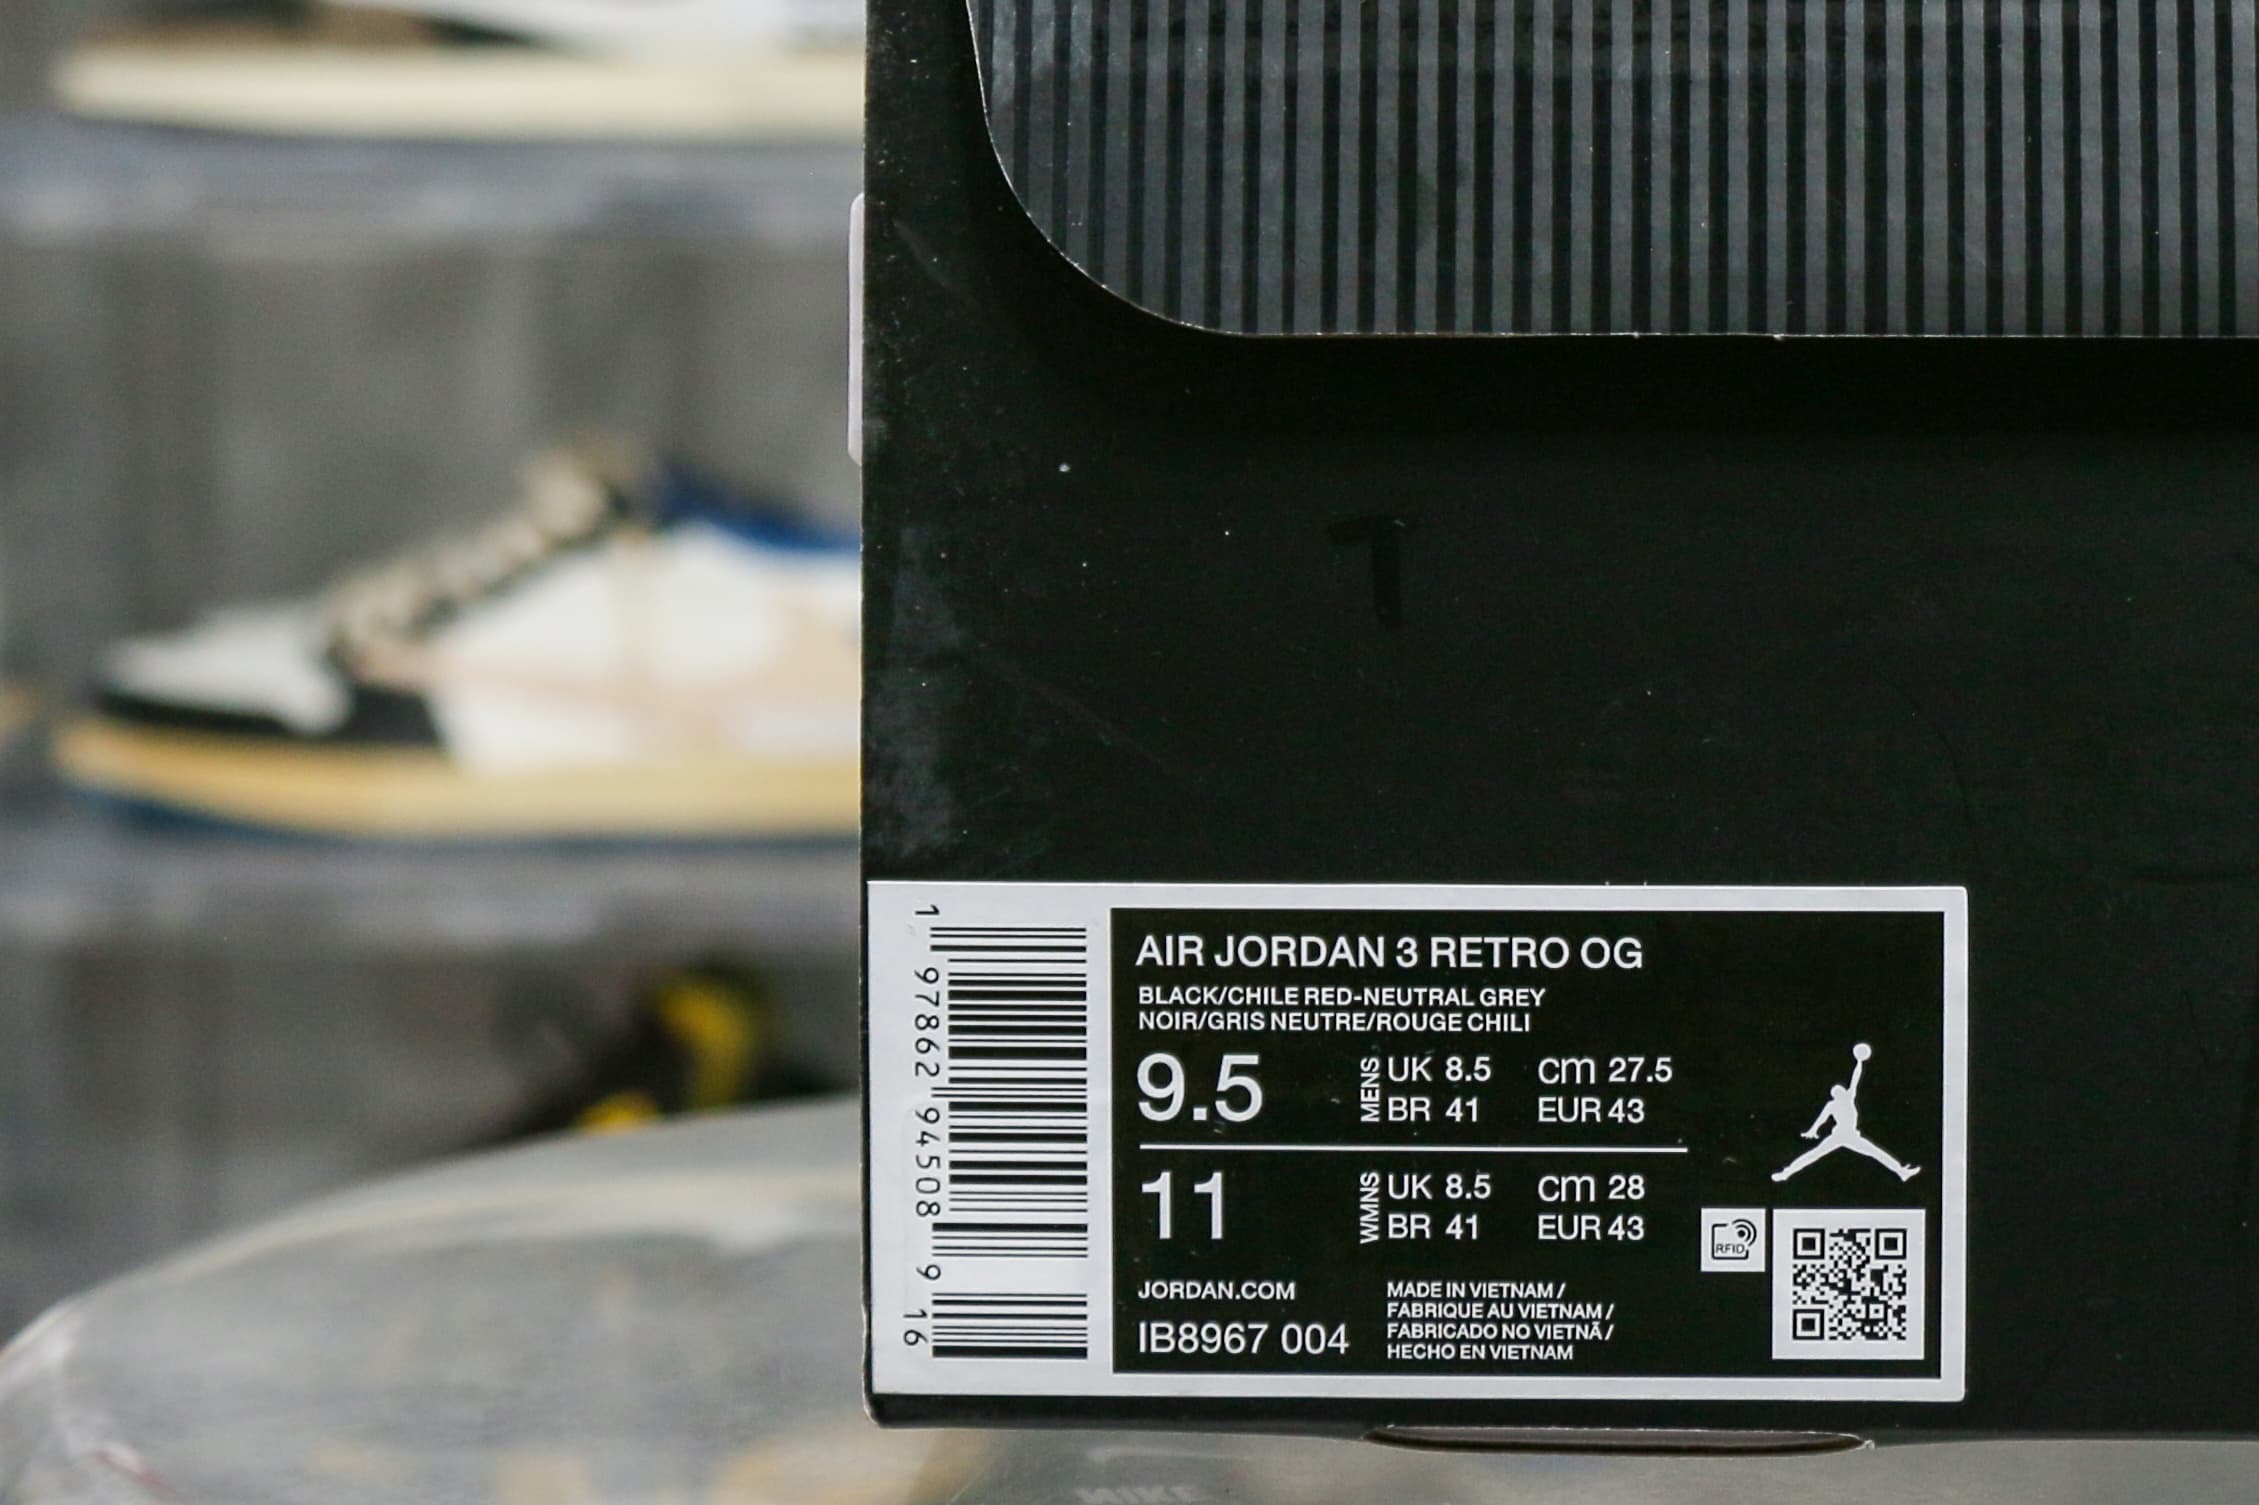 AIR JORDAN 3 RETRO OG
BLACK/CHILE RED-NEUTRAL GREY
NOIR/GRIS NEUTRE/ROUGE CHILI
9.5 MENS UK 8.5 cm 27.5
BR 41 EUR 43
11 WMNS UK 8.5 cm 28
BR 41 EUR 43
RFID
JORDAN.COM
IB8967 004
MADE IN VIETNAM /
FABRIQUE AU VIETNAM /
FABRICADO NO VIETNÃ /
HECHO EN VIETNAM
1 97862 94508 9 16
T
NIKE